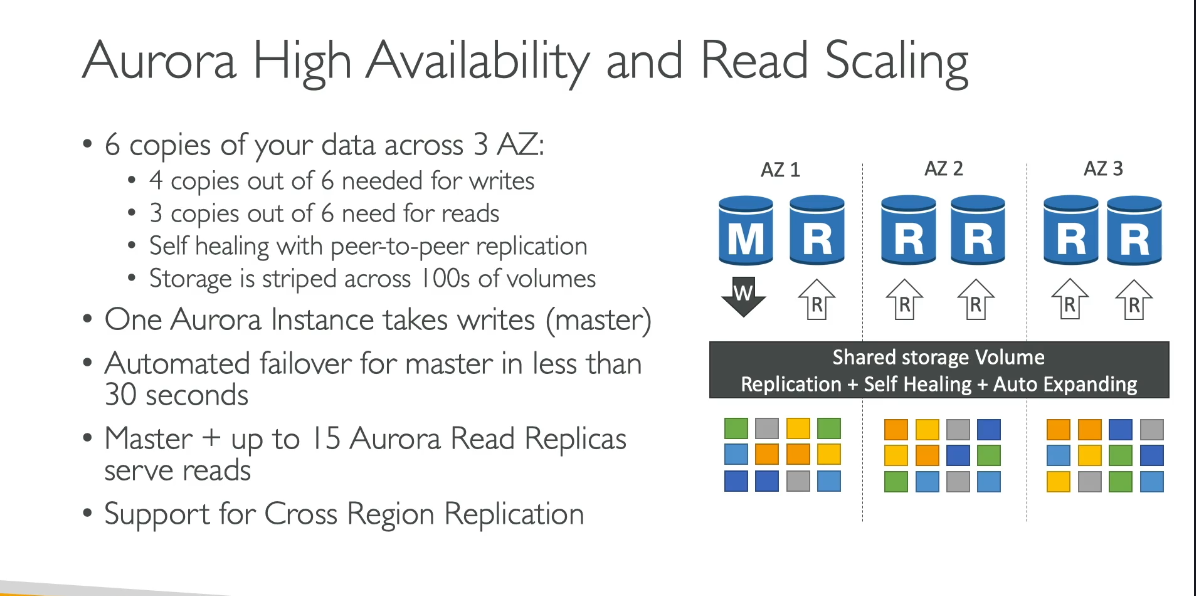 Aurora High Availability and Read Scaling
• 6 copies of your data across 3 AZ:
• 4 copies out of 6 needed for writes
• 3 copies out of 6 need for reads
• Self healing with peer-to-peer replication
• Storage is striped across 100s of volumes
• One Aurora Instance takes writes (master)
• Automated failover for master in less than
30 seconds
• Master + up to 15 Aurora Read Replicas
serve reads
• Support for Cross Region Replication
AZ 1 AZ 2 AZ 3
M R R R R R
W R R R R R
Shared storage Volume
Replication + Self Healing + Auto Expanding